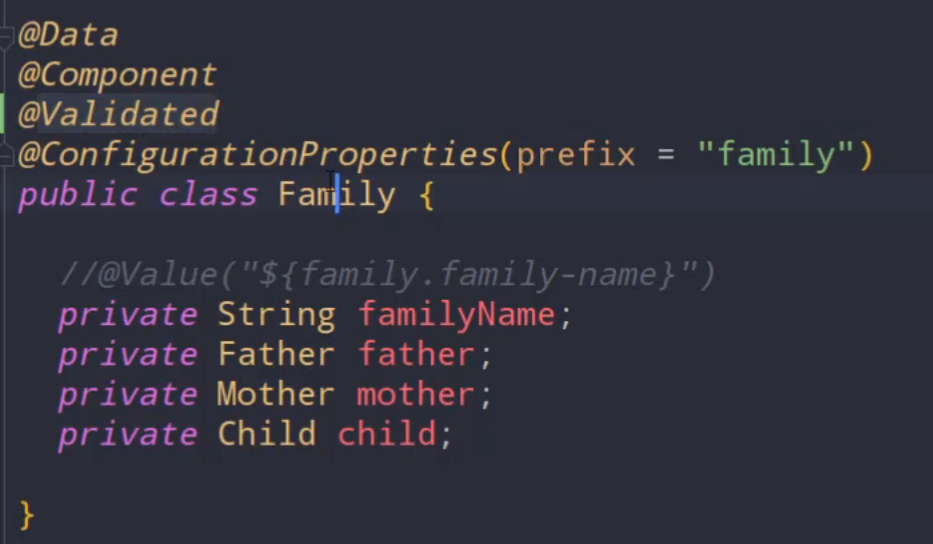 @Data
@Component
@Validated
@ConfigurationProperties(prefix = "family")
public class Family {
//@Value("${family.family-name}")
private String familyName;
private Father father;
private Mother mother;
private Child child;
}